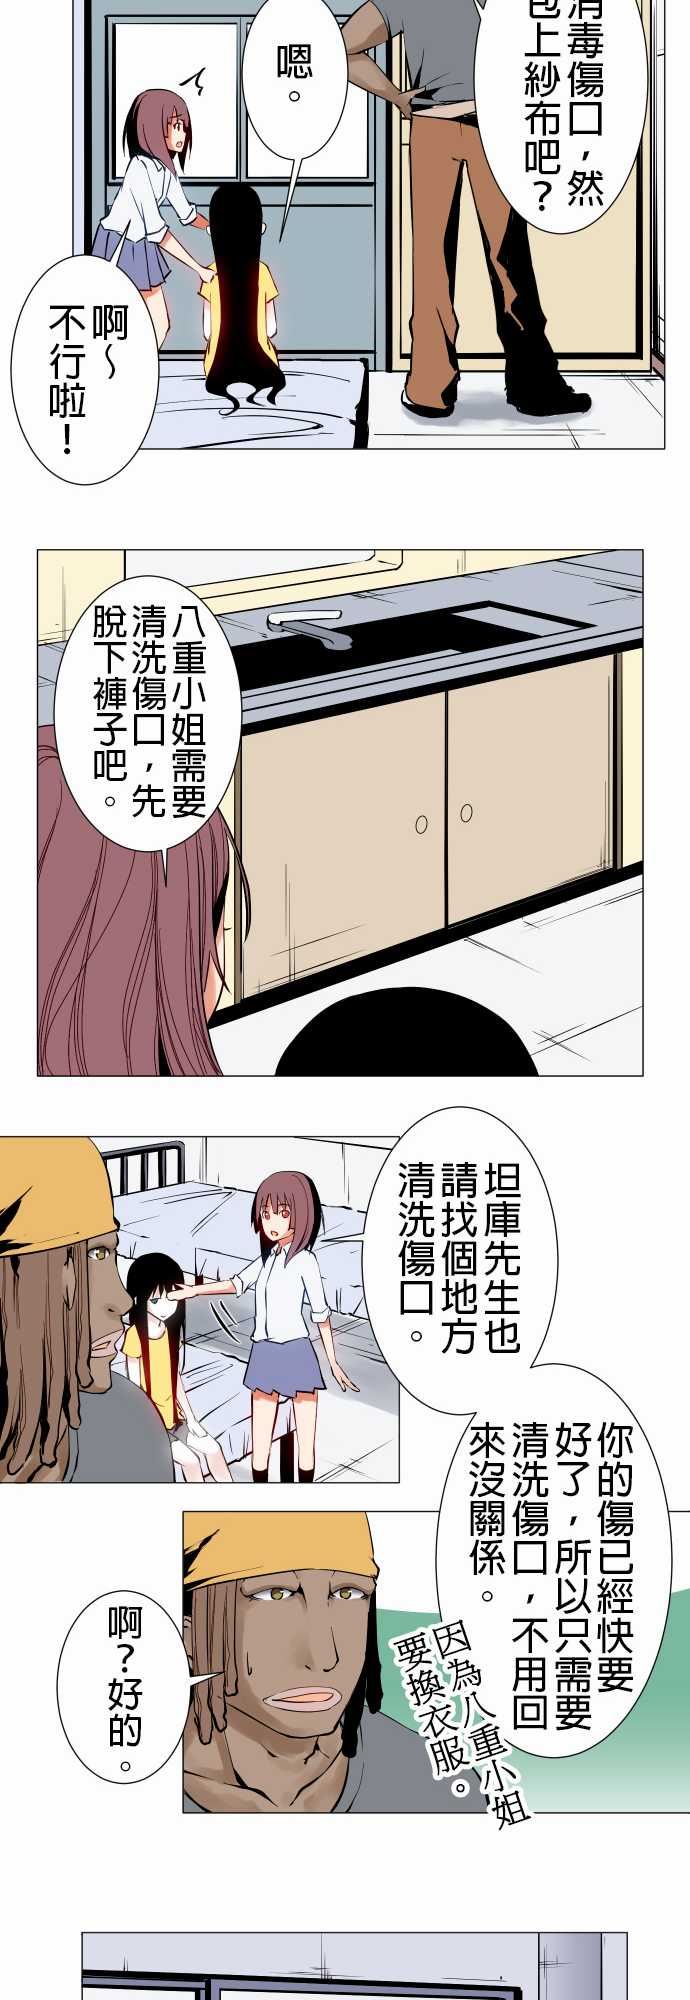 消毒傷口，然
包上紗布吧？
嗯。
啊～
不行啦！
八重小姐需要
清洗傷口，先
脫下褲子吧。
坦庫先生也
請找個地方
清洗傷口。
你的傷已經快要
好了，所以只需要
清洗傷口，不用回
來沒關係。
因為八重小姐
要換衣服。
啊？好的。